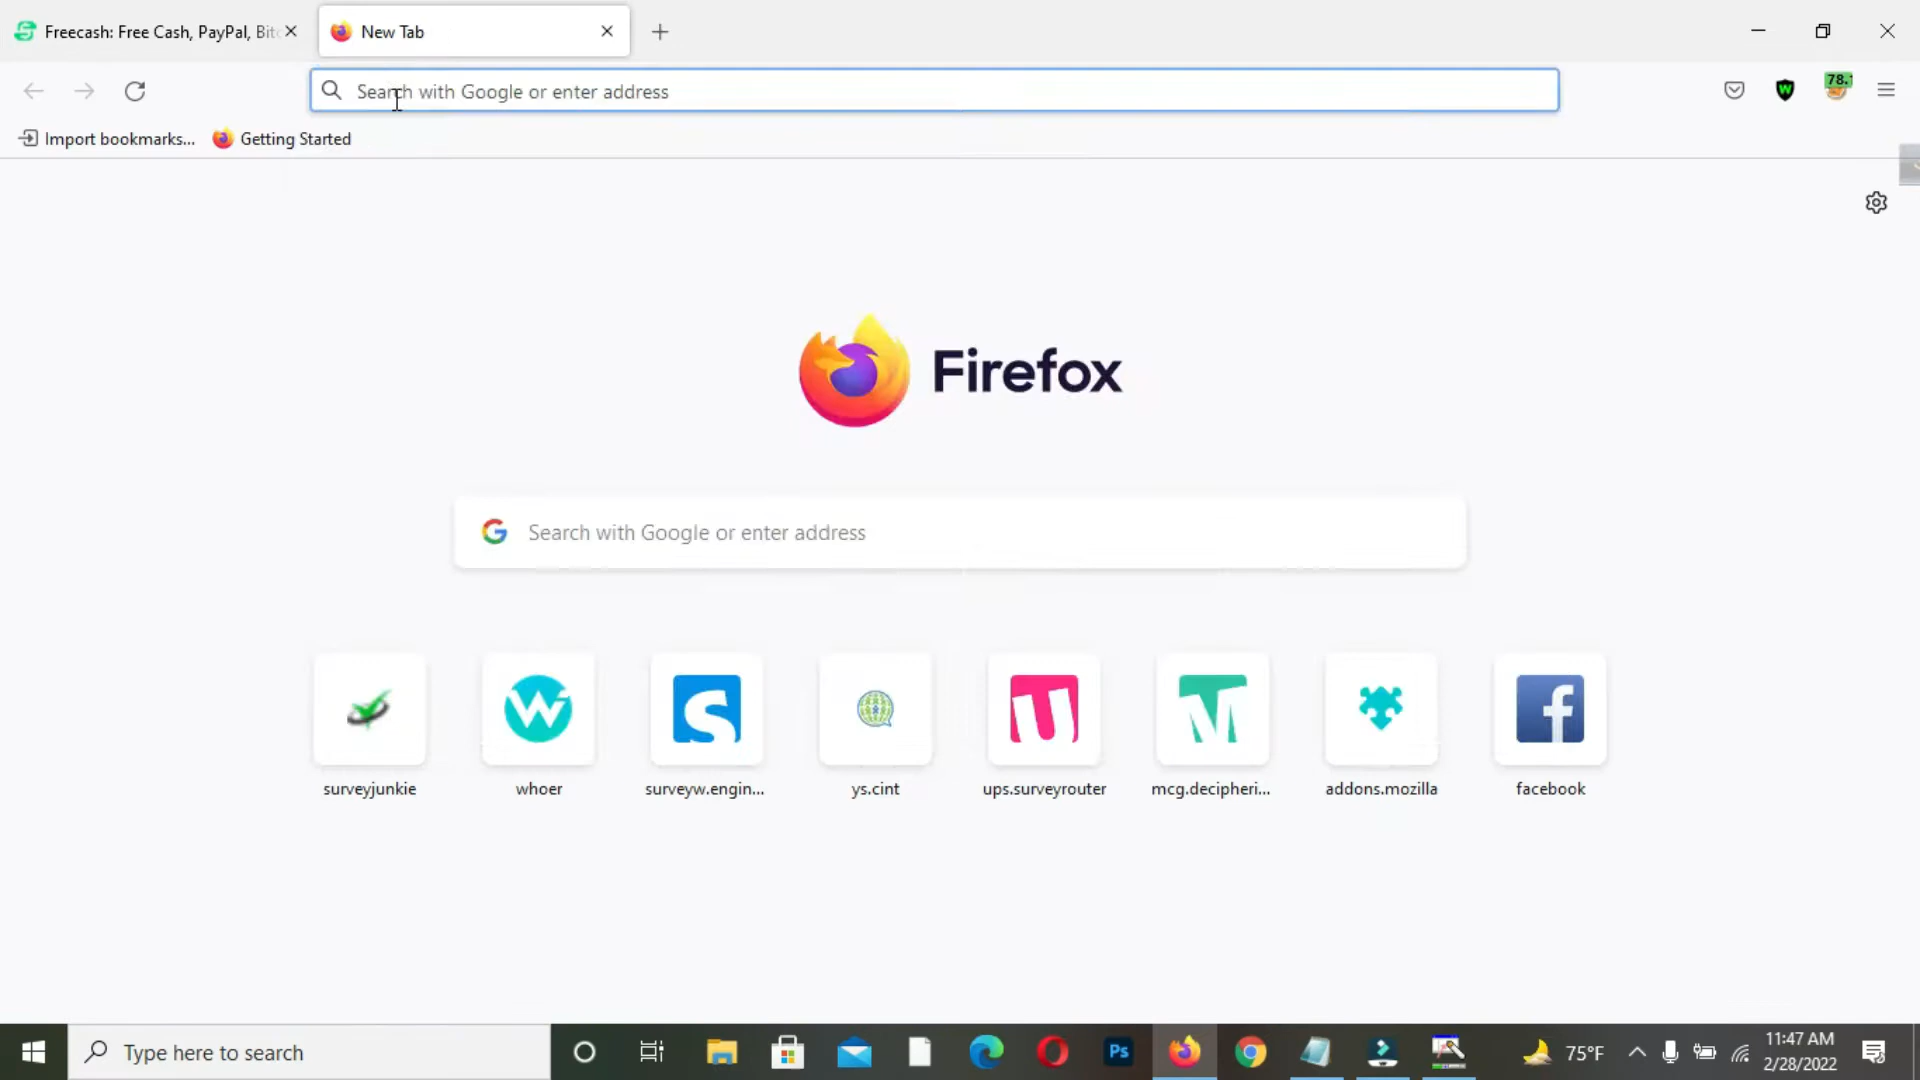 Freecash: Free Cash, PayPal, Bitc
New Tab
Search with Google or enter address
78.
Import bookmarks...
Getting Started
Firefox
Search with Google or enter address
surveyjunkie
whoer
surveyw.engin...
ys.cint
ups.surveyrouter
mcg.decipheri...
addons.mozilla
facebook
Type here to search
Ps
75°F
11:47 AM
2/28/2022